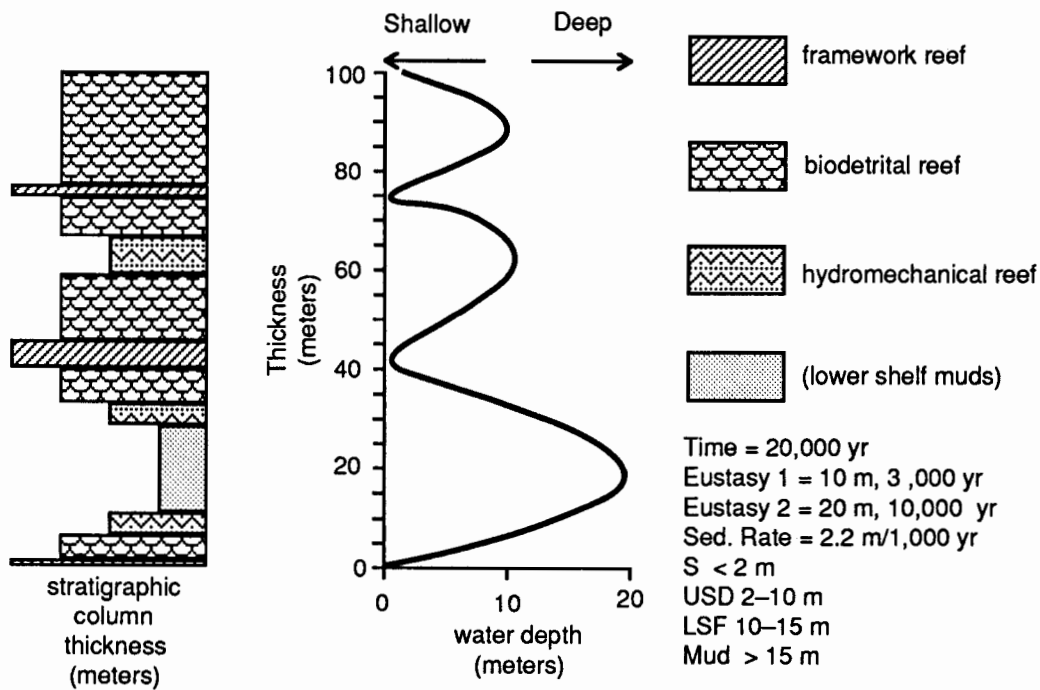 Shallow
Deep
100
80
60
40
20
0
Thickness
(meters)
0
10
20
water depth
(meters)
stratigraphic
column
thickness
(meters)
framework reef
biodetrital reef
hydromechanical reef
(lower shelf muds)
Time = 20,000 yr
Eustasy 1 = 10 m, 3 ,000 yr
Eustasy 2 = 20 m, 10,000 yr
Sed. Rate = 2.2 m/1,000 yr
S < 2 m
USD 2–10 m
LSF 10–15 m
Mud > 15 m